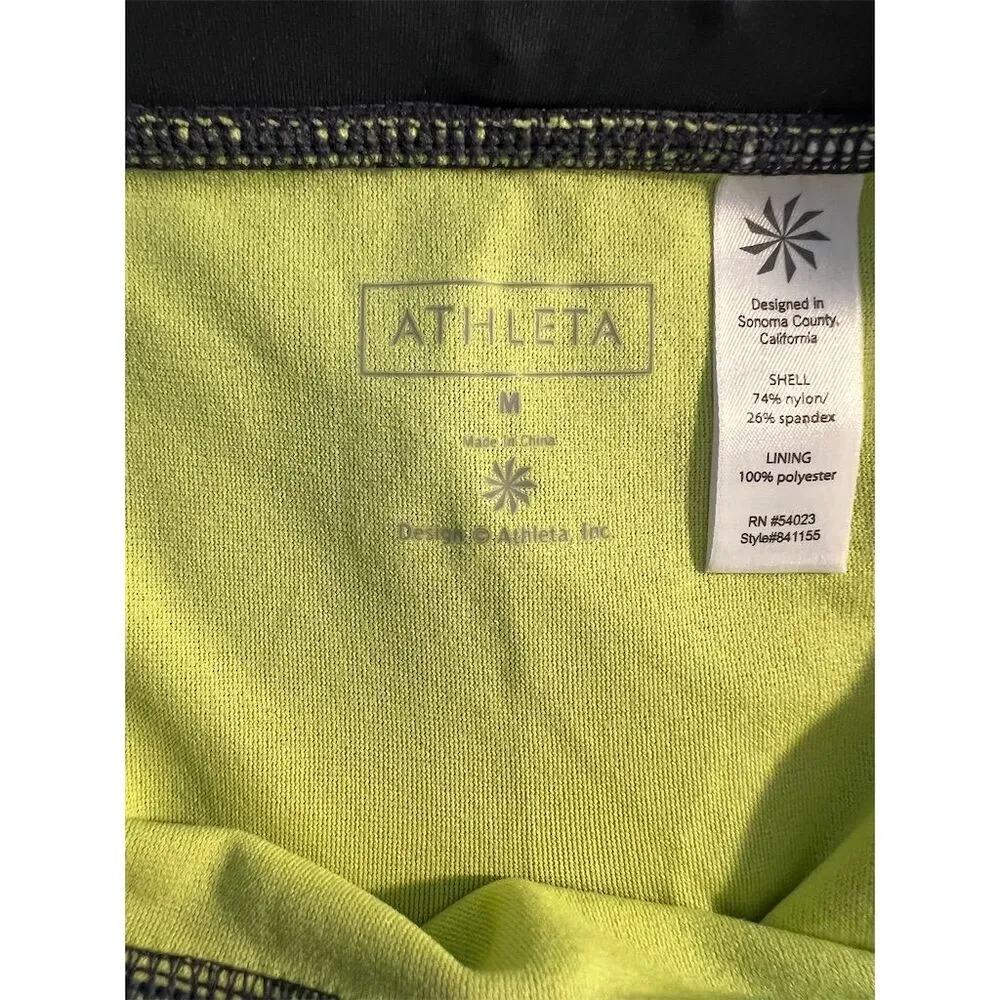 ATHLETA
M
Made in China
Design © Athleta, Inc
Designed in
Sonoma County,
California
SHELL
74% nylon/
26% spandex
LINING
100% polyester
RN #54023
Style#841155